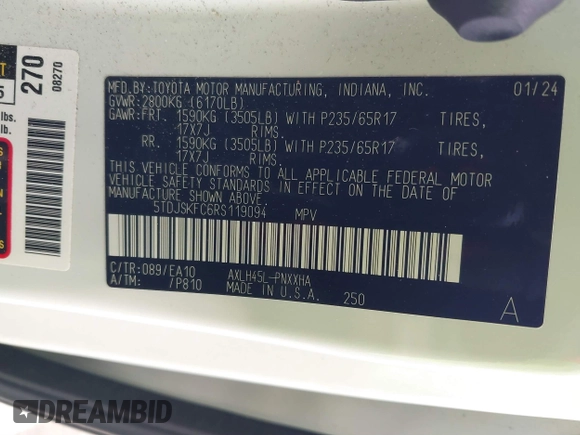 270
08270
T
5
lbs.
lb.
MFD.BY:TOYOTA MOTOR MANUFACTURING, INDIANA, INC. 01/24
GVWR:2800KG (6170LB)
GAWR:FRT. 1590KG (3505LB) WITH P235/65R17 TIRES,
17X7J RIMS.
RR. 1590KG (3505LB) WITH P235/65R17 TIRES,
17X7J RIMS.
THIS VEHICLE CONFORMS TO ALL APPLICABLE FEDERAL MOTOR
VEHICLE SAFETY STANDARDS IN EFFECT ON THE DATE OF
MANUFACTURE SHOWN ABOVE.
5TDJSKFC6RS119094 MPV
C/TR:089/EA10 AXLH45L-PNXXHA
A/TM: /P810 MADE IN U.S.A. 250
A
DREAMBID